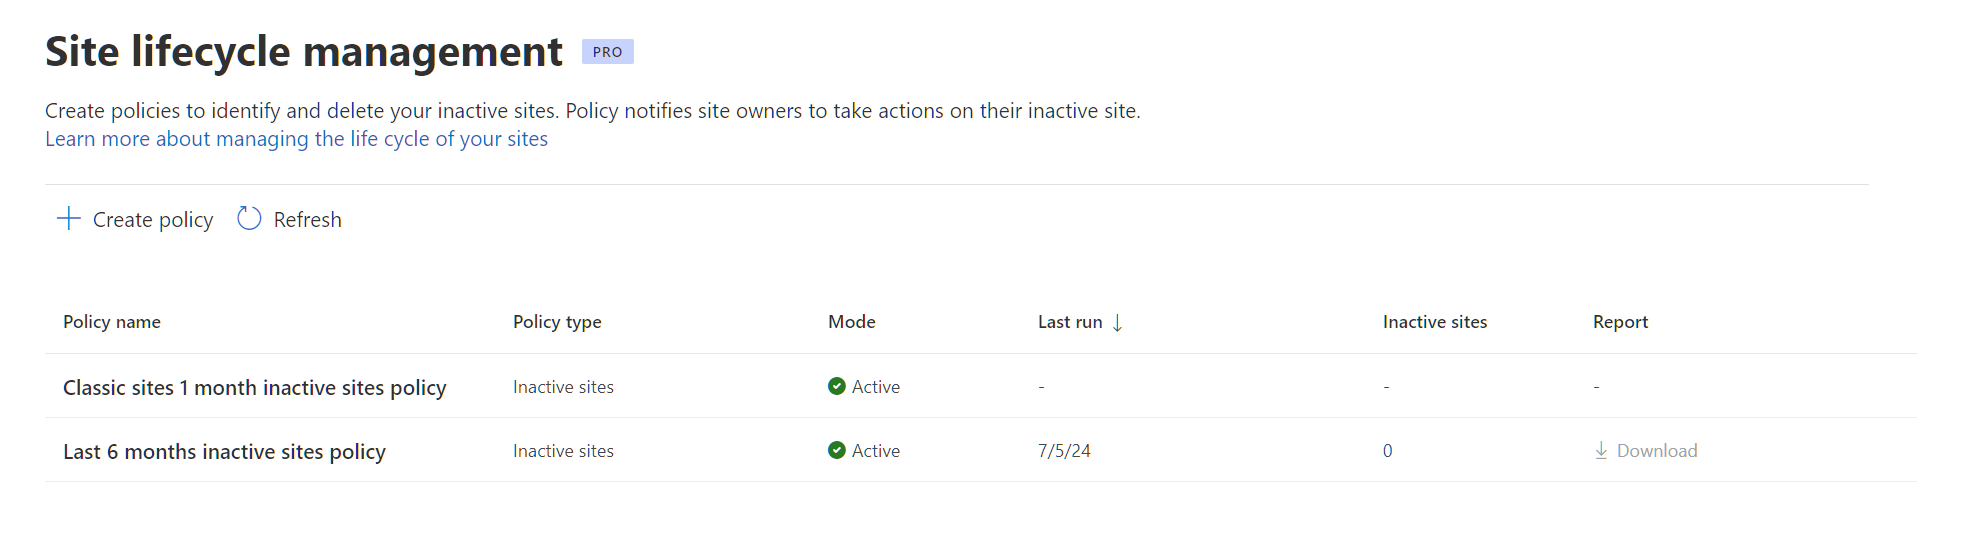 Site lifecycle management PRO
Create policies to identify and delete your inactive sites. Policy notifies site owners to take actions on their inactive site.
Learn more about managing the life cycle of your sites
Create policy Refresh
Policy name Policy type Mode Last run ↓ Inactive sites Report
Classic sites 1 month inactive sites policy Inactive sites Active - - -
Last 6 months inactive sites policy Inactive sites Active 7/5/24 0 Download